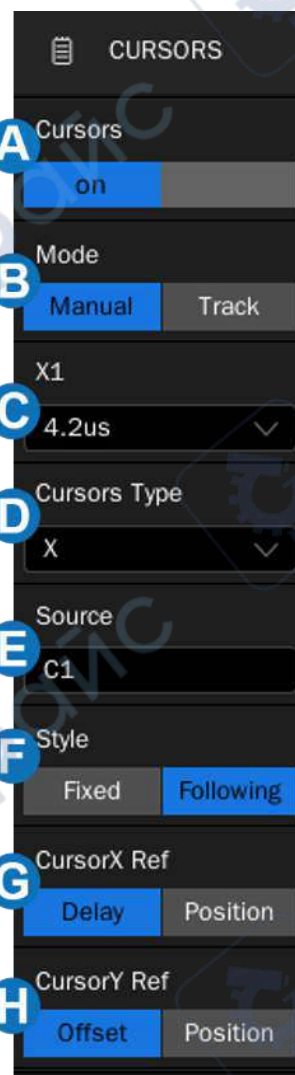 CURSORS
A
Cursors
on
B
Mode
Manual Track
C
X1
4.2us
D
Cursors Type
X
E
Source
C1
F
Style
Fixed Following
G
CursorX Ref
Delay Position
H
CursorY Ref
Offset Position